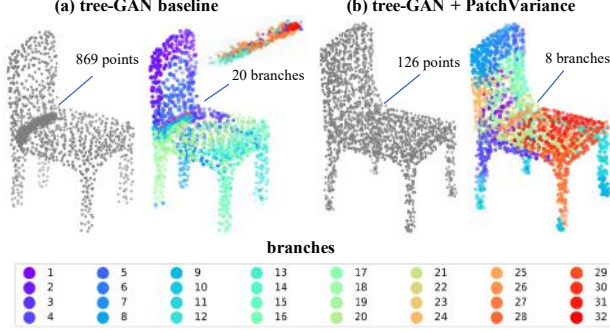 (a) tree-GAN baseline
(b) tree-GAN + PatchVariance
869 points
20 branches
126 points
8 branches
branches
1 5 9 13 17 21 25 29
2 6 10 14 18 22 26 30
3 7 11 15 19 23 27 31
4 8 12 16 20 24 28 32